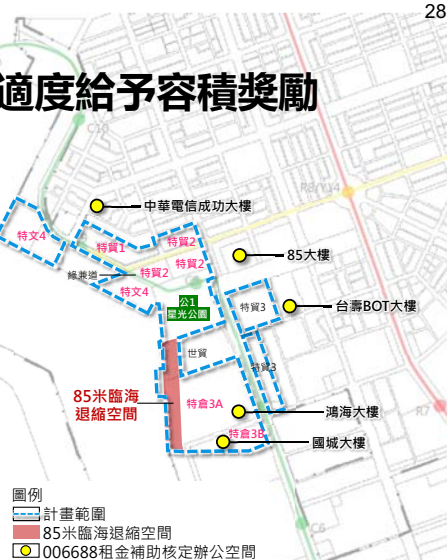 28
適度給予容積獎勵
C10
R8/Y14
中華電信成功大樓
特文4
特貿1
特貿2
85大樓
綠兼道
特貿2
特貿2
特文4
公1
星光公園
特貿3
台壽BOT大樓
世貿
特貿3
85米臨海
退縮空間
特倉3A
鴻海大樓
R7
特倉3B
國城大樓
圖例
計畫範圍
85米臨海退縮空間
006688租金補助核定辦公空間
C6